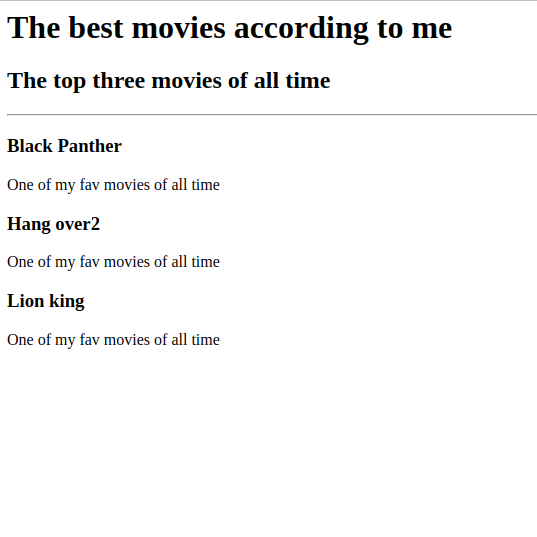 The best movies according to me
The top three movies of all time
Black Panther
One of my fav movies of all time
Hang over2
One of my fav movies of all time
Lion king
One of my fav movies of all time